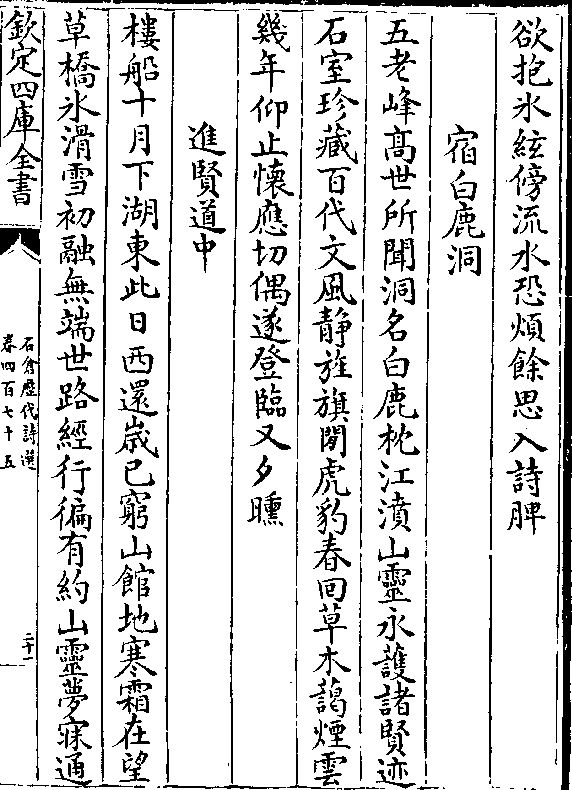 欲抱氷絃傍流水恐煩餘思入詩脾
宿白鹿洞
五老峰髙世所聞洞名白鹿枕江濆山靈永䕶諸賢迹
石室珍藏百代文風静旌旗閒虎豹春囘草木藹煙雲
幾年仰止懷應切偶遂登臨又夕曛
進賢道中
樓船十月下湖東此日西還嵗已窮山館地寒霜在望
草橋氷滑雪初融無端世路經行徧有約山靈夢寐通
欽定四庫全書
石倉歴代詩選
卷四百七十五
二十一